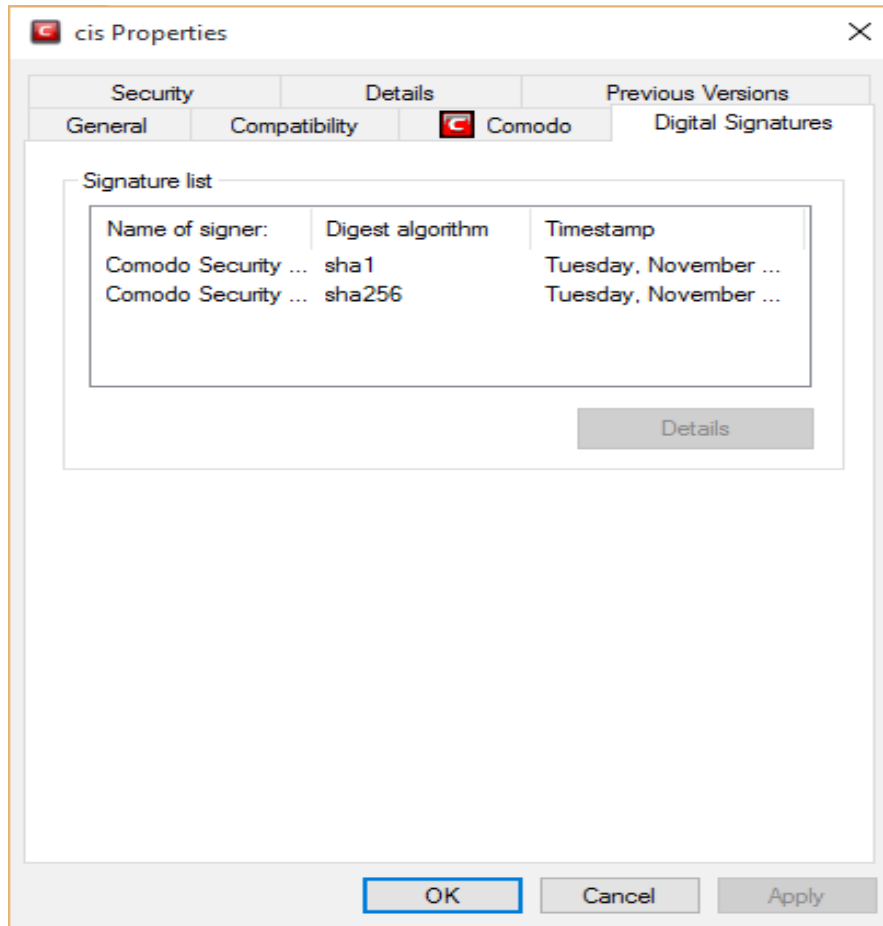 cis Properties
Security Details Previous Versions
General Compatibility Comodo Digital Signatures
Signature list
Name of signer: Digest algorithm Timestamp
Comodo Security ... sha1 Tuesday, November ...
Comodo Security ... sha256 Tuesday, November ...
Details
OK Cancel Apply